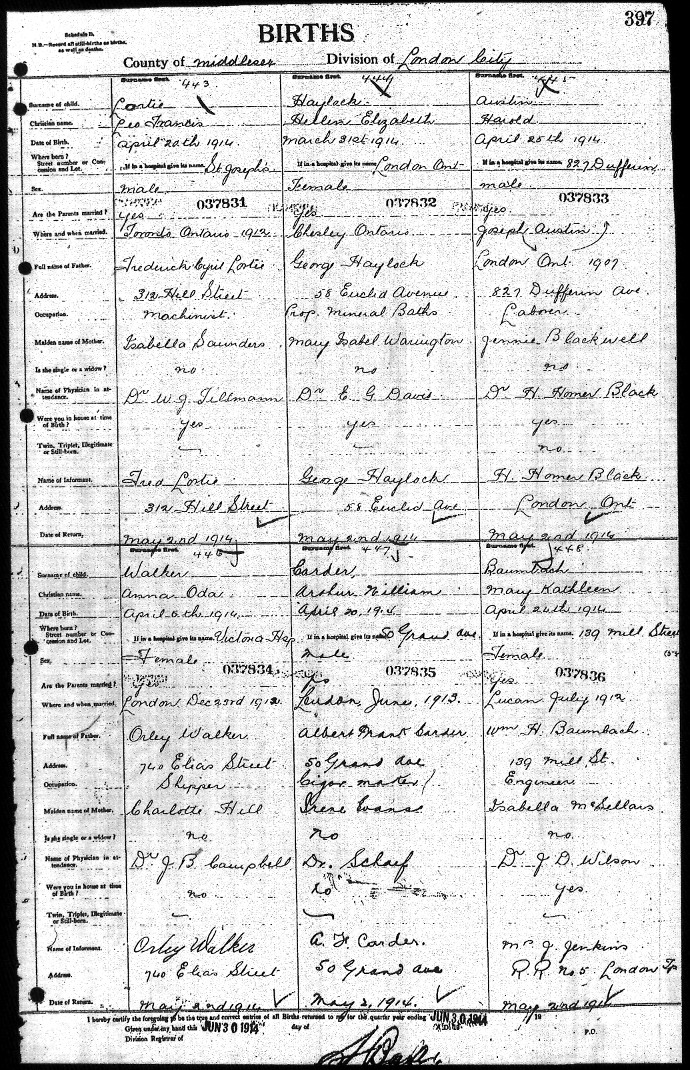 397
Schedule B.
N.B.—Record all still-births as births, as well as deaths.
BIRTHS
County of Middlesex Division of London City
Surname first. 443 Surname first. 444 Surname first. 445
Surname of child. Lortie Haylock Austin
Christian name. Leo Francis Hellen Elizabeth Harold
Date of Birth. April 20th 1914 March 31st 1914 April 25th 1914
Where born?
Street number or Concession and Lot. If in a hospital give its name. St Joseph's If in a hospital give its name. London Ont If in a hospital give its name. 827 Dufferin
Sex. male Female male
037831 037832 037833
Are the Parents married? yes yes yes
Where and when married. Toronto Ontario 1912 Chesley Ontario Joseph Austin
Full name of Father. Frederick Cyril Lortie George Haylock London Ont 1907
Address. 312 Hill Street 58 Euclid Avenue 827 Dufferin Ave.
Occupation. Machinist. Prop. Mineral Baths Laborer
Maiden name of Mother. Isabella Saunders Mary Isabel Warington Jennie Blackwell
Is she single or a widow? no no no
Name of Physician in attendance. Dr W. J. Tillmann Dr E G Davis Dr H Homer Black
Were you in house at time of Birth? yes yes yes
Twin, Triplet, Illegitimate or Still-born. no.
Name of Informant. Fred Lortie George Haylock H. Homer Black
Address. 312 Hill Street 58 Euclid Ave London Ont
Date of Return. May 2nd 1914 May 2nd 1914 May 2nd 1914
Surname first. 446 Surname first. 447 Surname first. 448
Surname of child. Walker Carder, Baumbach
Christian name. Anna Oda Arthur William Mary Kathleen
Date of Birth. April 6th 1914 April 20, 1914 April 26th 1914
Where born?
Street number or Concession and Lot. If in a hospital give its name. Victoria Hosp If in a hospital give its name. 50 Grand ave. If in a hospital give its name. 139 Mill Street
Sex. Female male Female
037834 037835 037836
Are the Parents married? yes yes
Where and when married. London Dec 23rd 1912 London, June, 1913. Lucan July 1912
Full name of Father. Orley Walker Albert Frank Carder Wm H. Baumbach
Address. 740 Elias Street 50 Grand Ave 139 Mill St.
Occupation. Shipper Cigar maker Engineer
Maiden name of Mother. Charlotte Hill Irene Evans Isabella McSellars
Is she single or a widow? no no no
Name of Physician in attendance. Dr J. B. Campbell Dr. Schaef Dr J D. Wilson
Were you in house at time of Birth? no no yes.
Twin, Triplet, Illegitimate or Still-born.
Name of Informant. Orley Walker A. F. Carder. Mrs J. Jenkins
Address. 740 Elias Street 50 Grand ave R.R. No 5 London Tp
Date of Return. May 2nd 1914 May 2, 1914. May 2nd 1914
I hereby certify the foregoing to be the true and correct entries of all Births returned to me for the quarter year ending JUN 30 1914 19
Given under my hand this JUN 30 1914 day of
Division Registrar of P.O.